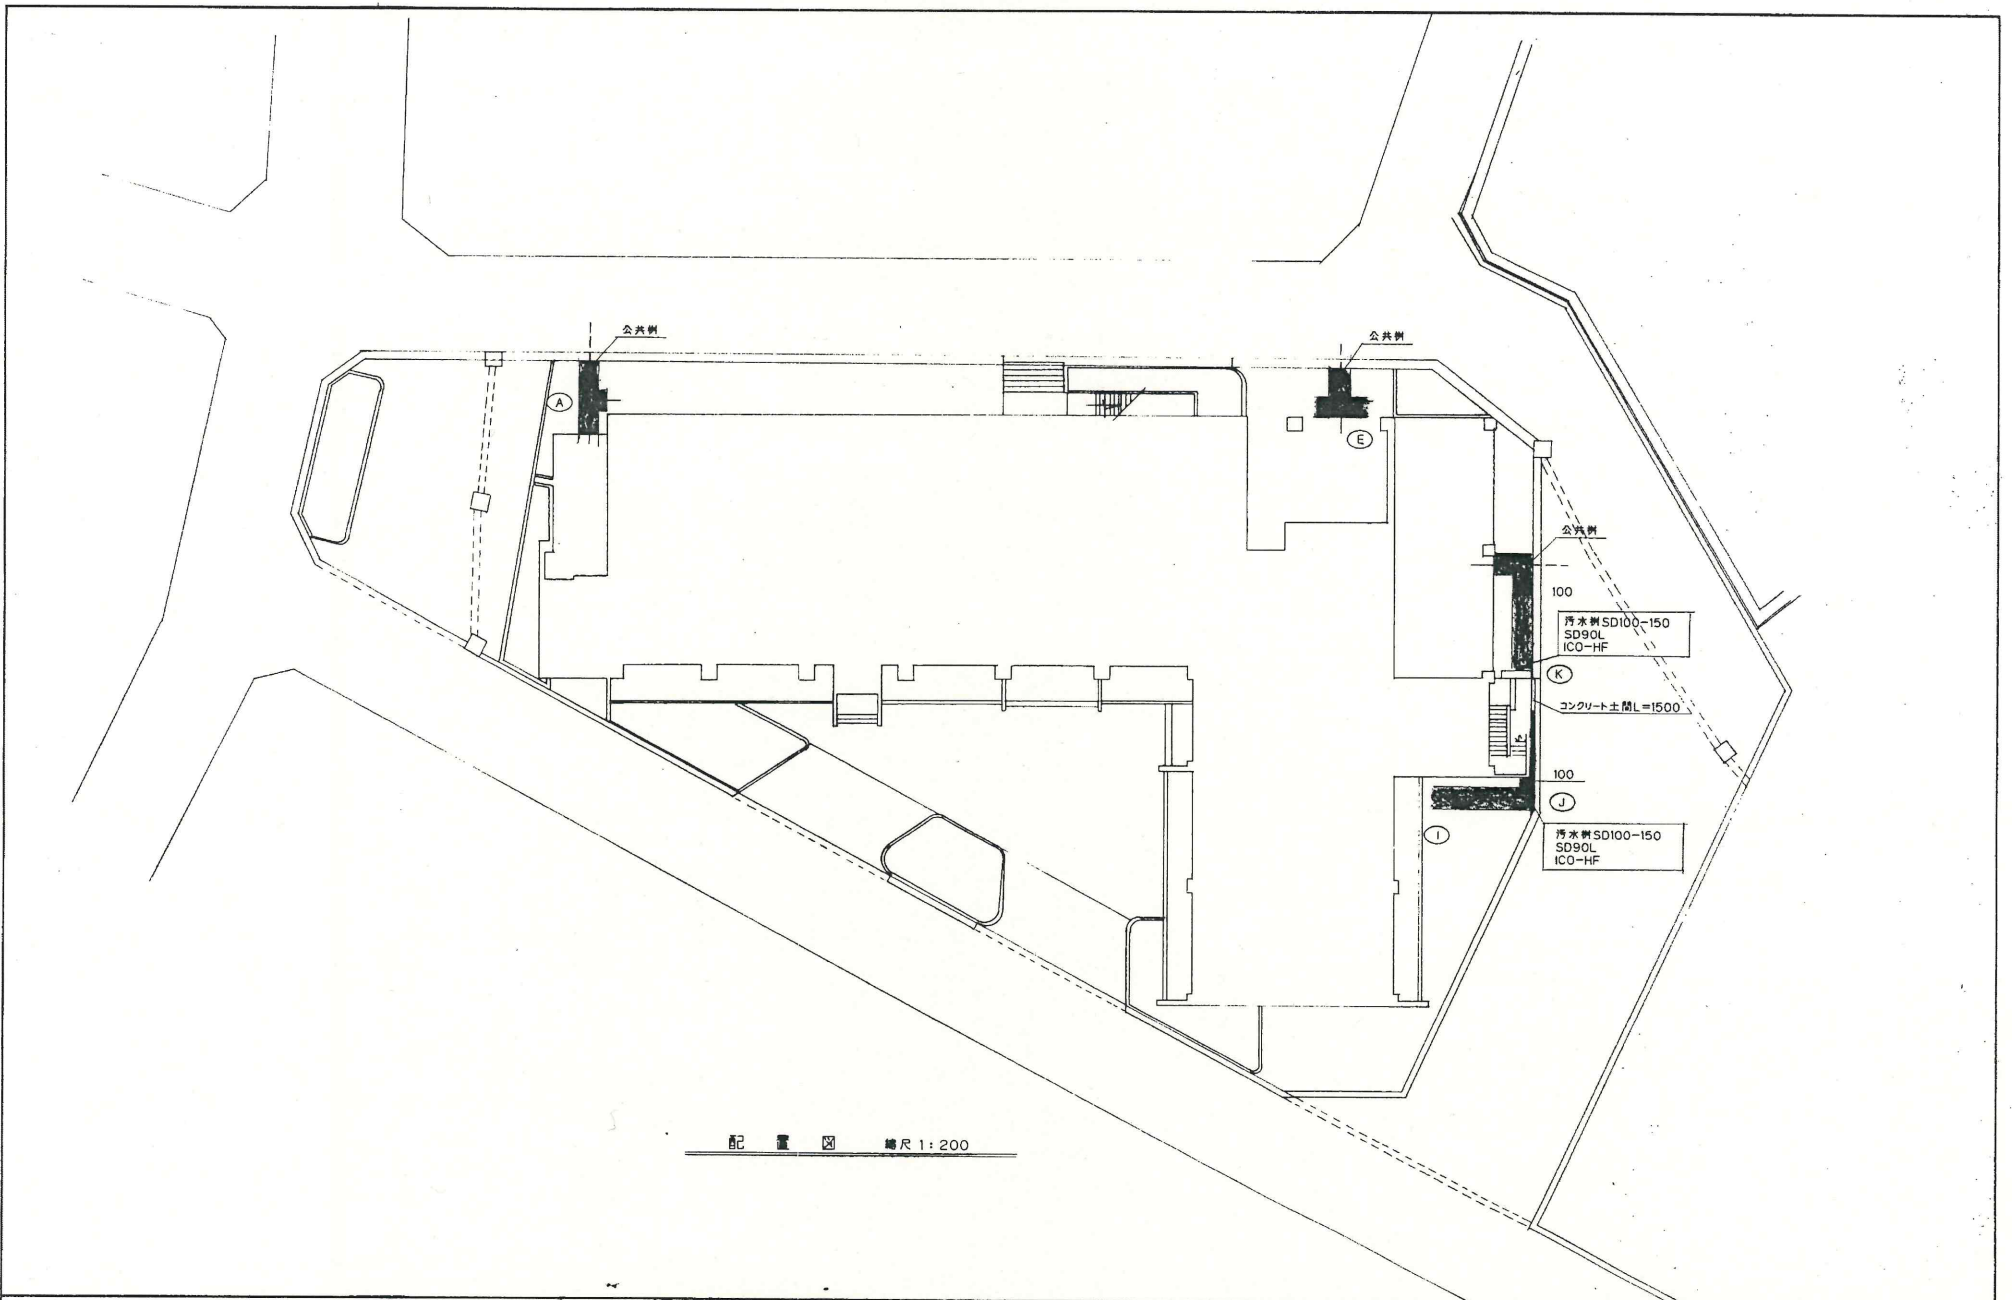 公共桝
公共桝
A
E
公共桝
100
汚水桝SD100-150
SD90L
ICO-HF
K
コンクリート土間L=1500
100
J
I
汚水桝SD100-150
SD90L
ICO-HF
配置図 縮尺 1:200